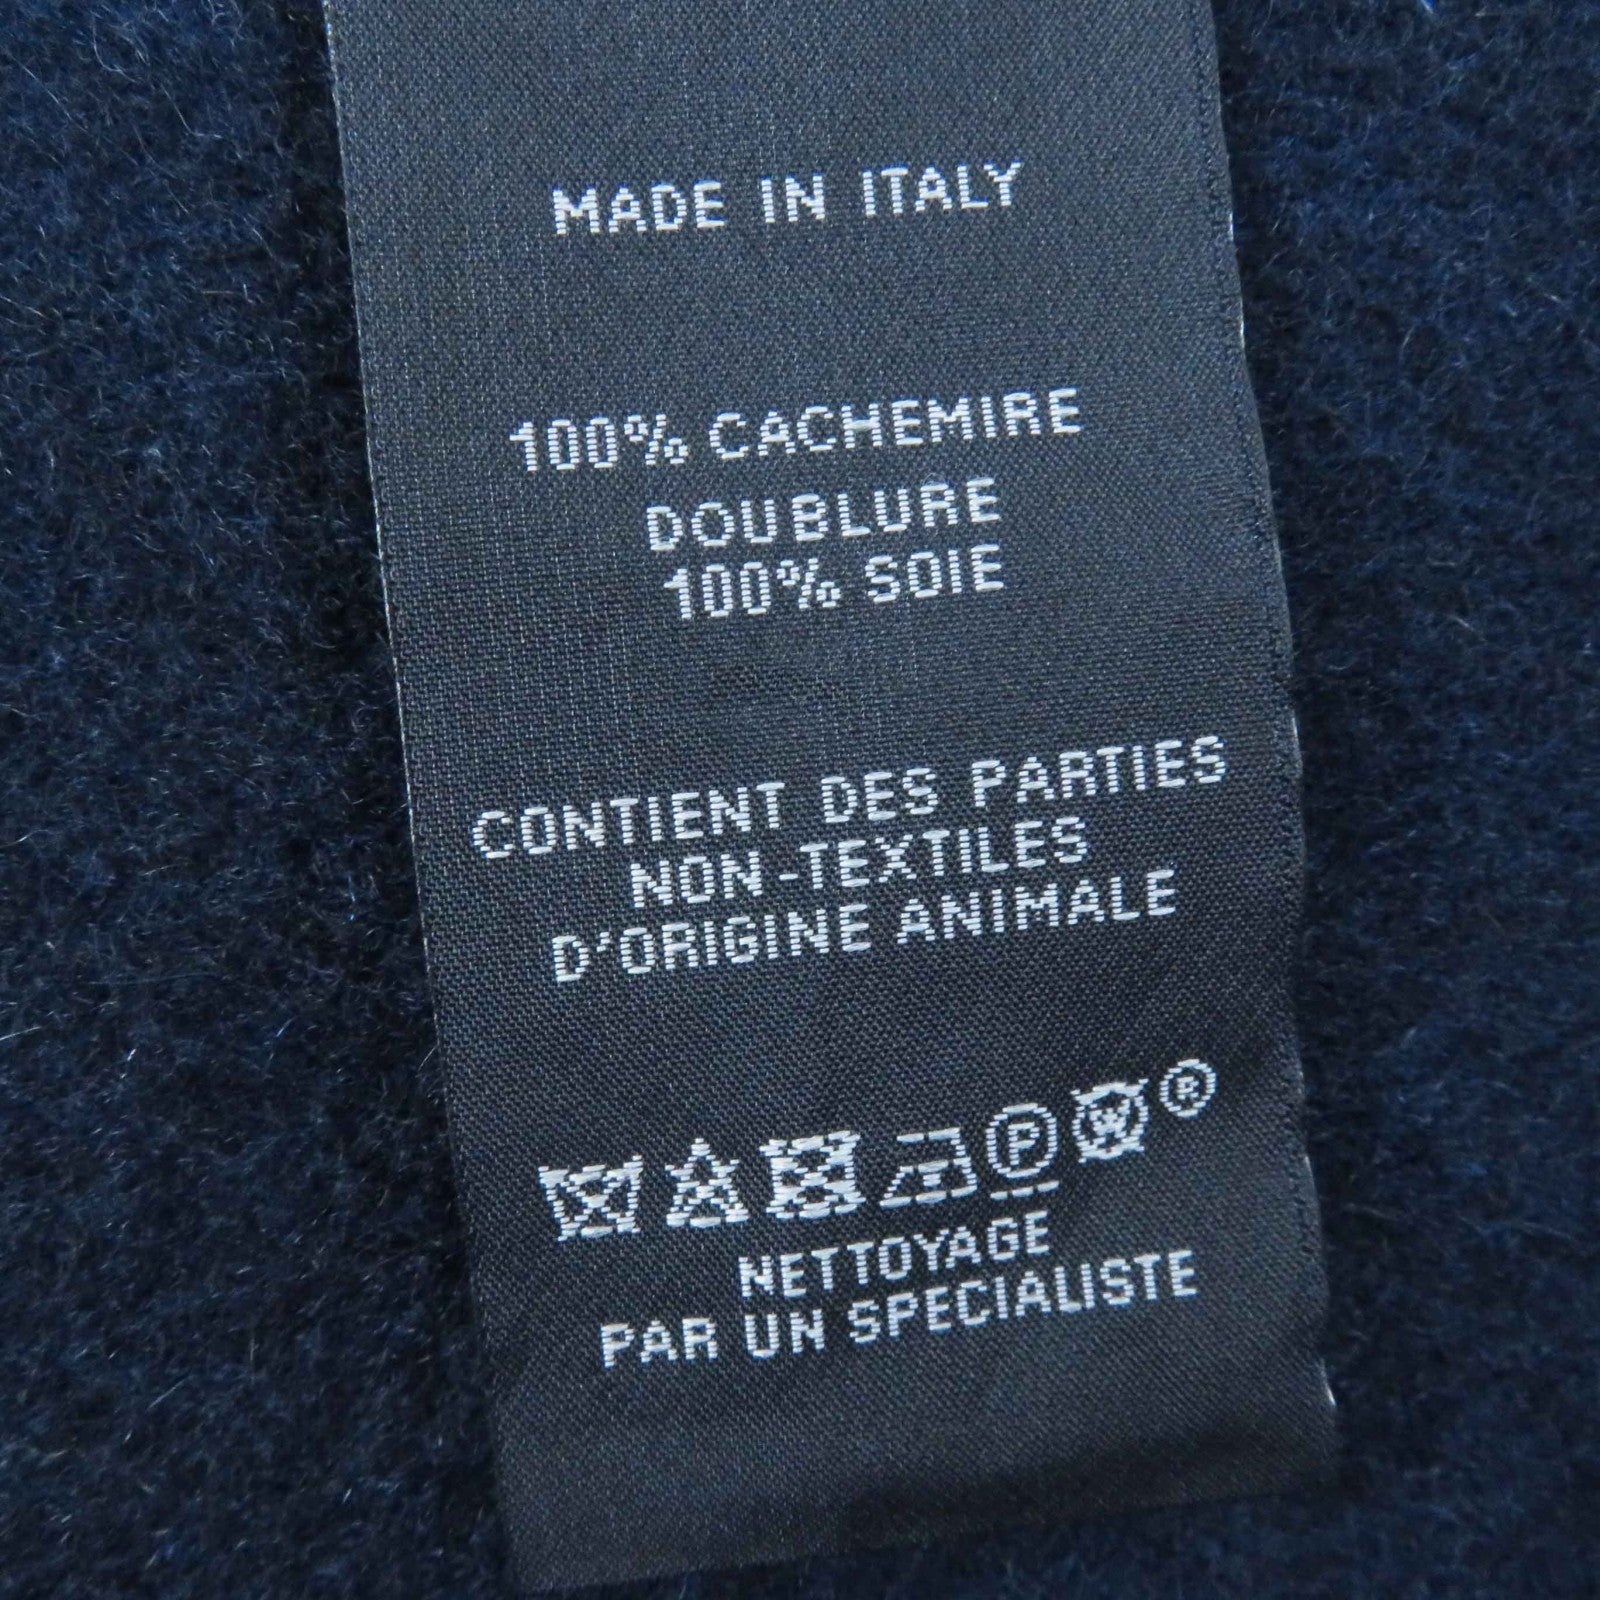 MADE IN ITALY
100% CACHEMIRE
DOUBLURE
100% SOIE
CONTIENT DES PARTIES
NON-TEXTILES
D'ORIGINE ANIMALE
P W ®
NETTOYAGE
PAR UN SPECIALISTE